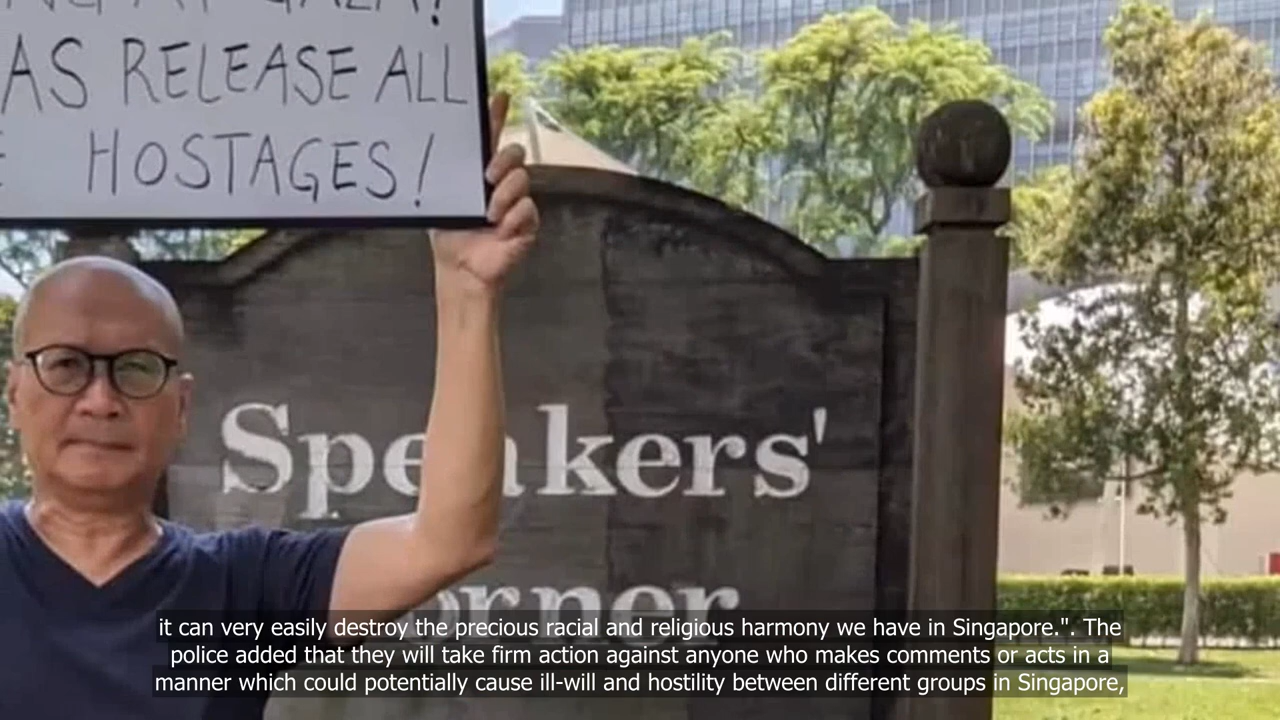 AS RELEASE ALL
HOSTAGES!
Speakers'
Corner
it can very easily destroy the precious racial and religious harmony we have in Singapore.". The
police added that they will take firm action against anyone who makes comments or acts in a
manner which could potentially cause ill-will and hostility between different groups in Singapore,